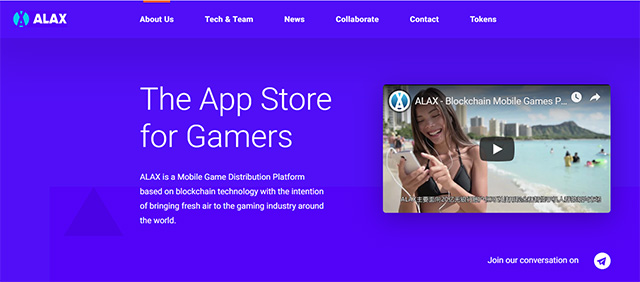 ALAX
About Us
Tech & Team
News
Collaborate
Contact
Tokens
The App Store
for Gamers
ALAX is a Mobile Game Distribution Platform
based on blockchain technology with the intention
of bringing fresh air to the gaming industry around
the world.
ALAX - Blockchain Mobile Games P...
Join our conversation on